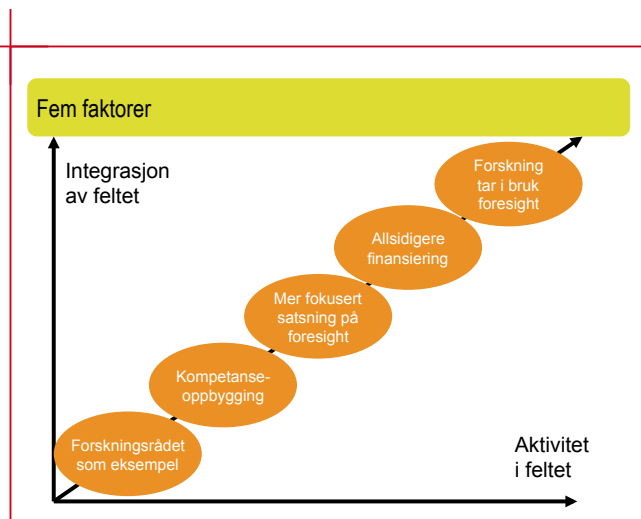 Fem faktorer
Integrasjon
av feltet
Forskning
tar i bruk
foresight
Allsidigere
finansiering
Mer fokusert
satsning på
foresight
Kompetanse-
oppbygging
Forskningsrådet
som eksempel
Aktivitet
i feltet